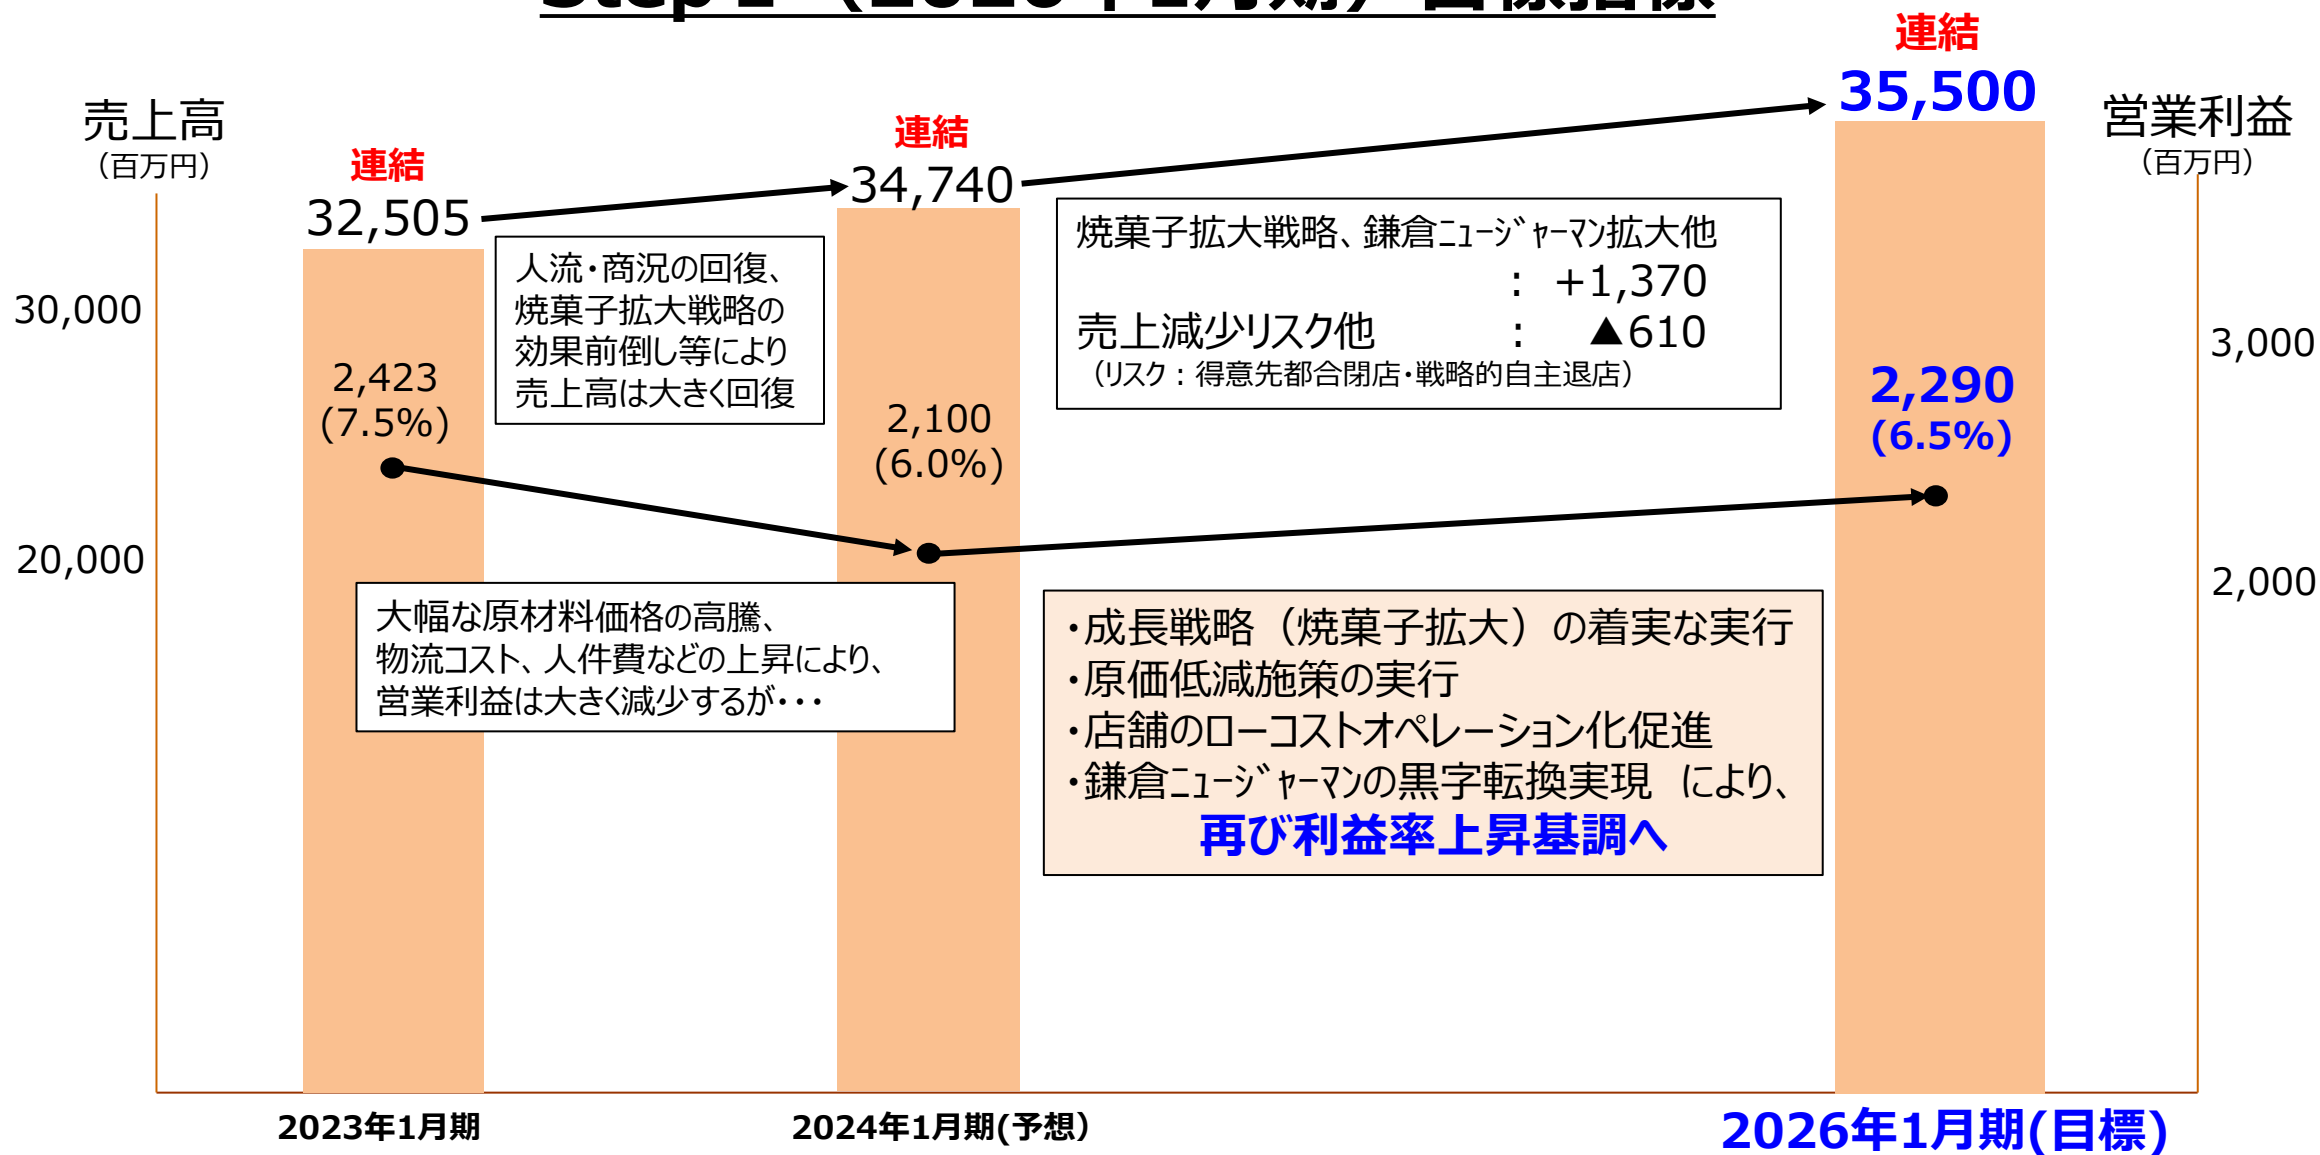 売上高
（百万円）
30,000
20,000
連結
32,505
連結
34,740
連結
35,500
営業利益
（百万円）
3,000
2,000
人流・商況の回復、
焼菓子拡大戦略の
効果前倒し等により
売上高は大きく回復
焼菓子拡大戦略、鎌倉ﾆｭｰｼﾞｬｰﾏﾝ拡大他
： +1,370
売上減少リスク他 ： ▲610
（リスク：得意先都合閉店・戦略的自主退店）
2,423
(7.5%)
2,100
(6.0%)
2,290
(6.5%)
大幅な原材料価格の高騰、
物流コスト、人件費などの上昇により、
営業利益は大きく減少するが・・・
・成長戦略（焼菓子拡大）の着実な実行
・原価低減施策の実行
・店舗のローコストオペレーション化促進
・鎌倉ﾆｭｰｼﾞｬｰﾏﾝの黒字転換実現 により、
再び利益率上昇基調へ
2023年1月期
2024年1月期(予想）
2026年1月期(目標)